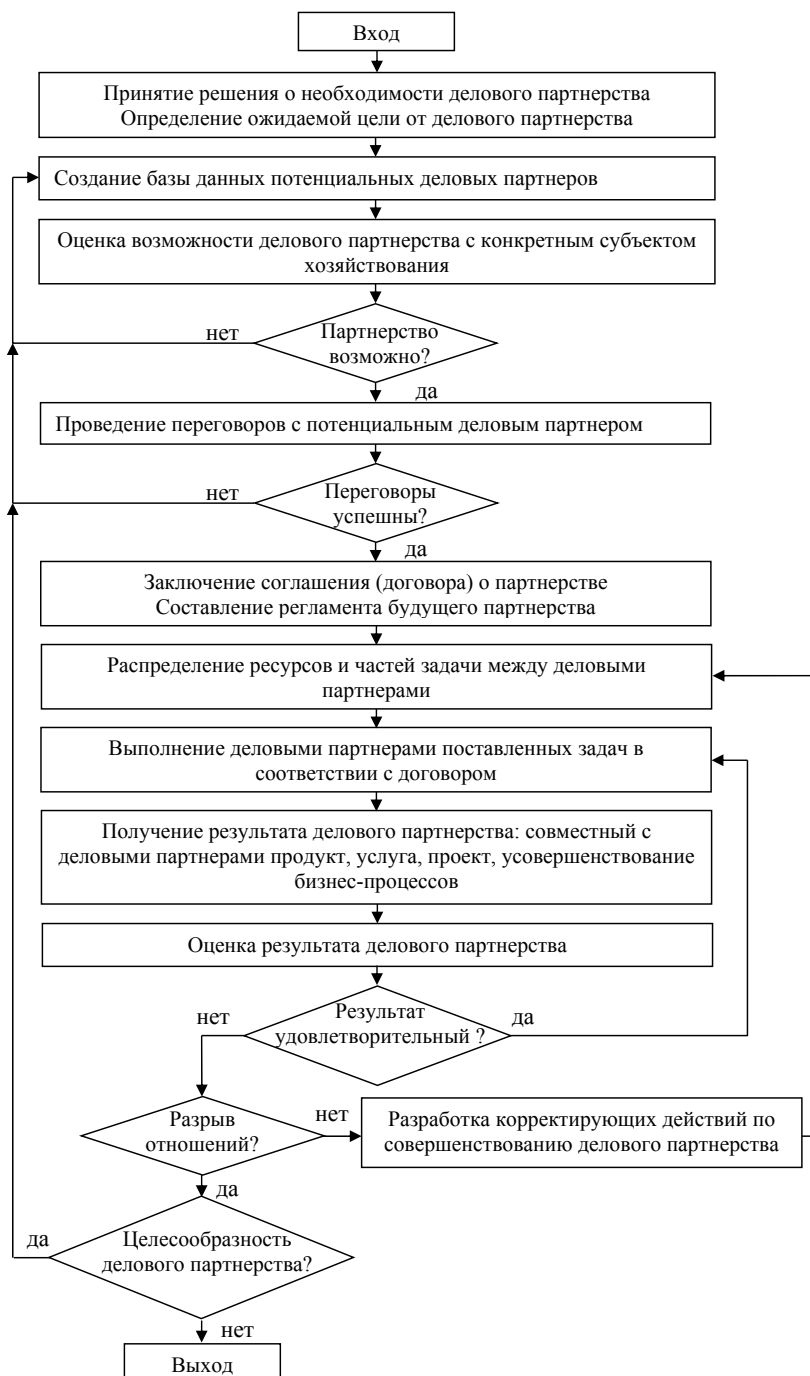 Вход
Принятие решения о необходимости делового партнерства
Определение ожидаемой цели от делового партнерства
Создание базы данных потенциальных деловых партнеров
Оценка возможности делового партнерства с конкретным субъектом
хозяйствования
нет
Партнерство
возможно?
да
Проведение переговоров с потенциальным деловым партнером
нет
Переговоры
успешны?
да
Заключение соглашения (договора) о партнерстве
Составление регламента будущего партнерства
Распределение ресурсов и частей задачи между деловыми
партнерами
Выполнение деловыми партнерами поставленных задач в
соответствии с договором
Получение результата делового партнерства: совместный с
деловыми партнерами продукт, услуга, проект, усовершенствование
бизнес-процессов
Оценка результата делового партнерства
нет
Результат
удовлетворительный ?
да
Разрыв
отношений?
нет
Разработка корректирующих действий по
совершенствованию делового партнерства
да
да
Целесообразность
делового партнерства?
нет
Выход